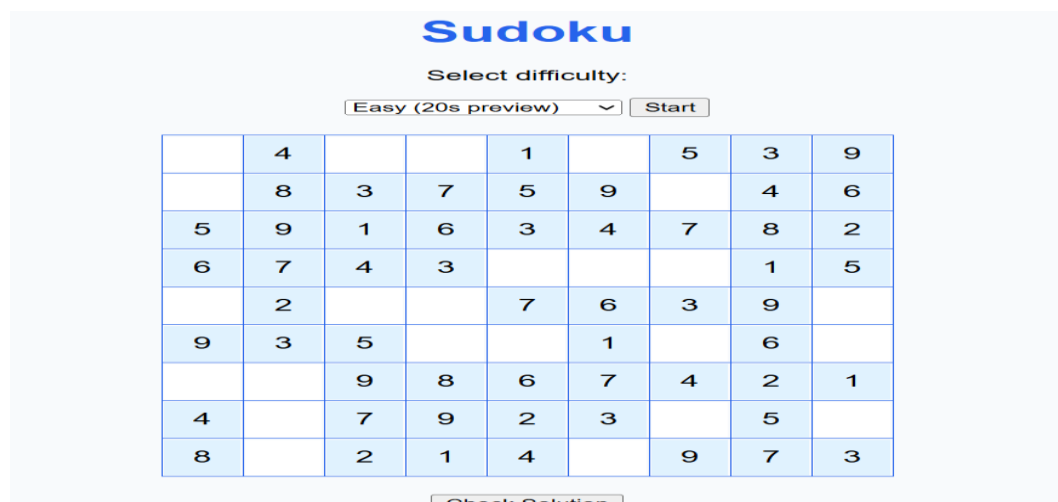 Sudoku
Select difficulty:
Easy (20s preview) Start
4 1 5 3 9
8 3 7 5 9 4 6
5 9 1 6 3 4 7 8 2
6 7 4 3 1 5
2 7 6 3 9
9 3 5 1 6
9 8 6 7 4 2 1
4 7 9 2 3 5
8 2 1 4 9 7 3
Check Solution